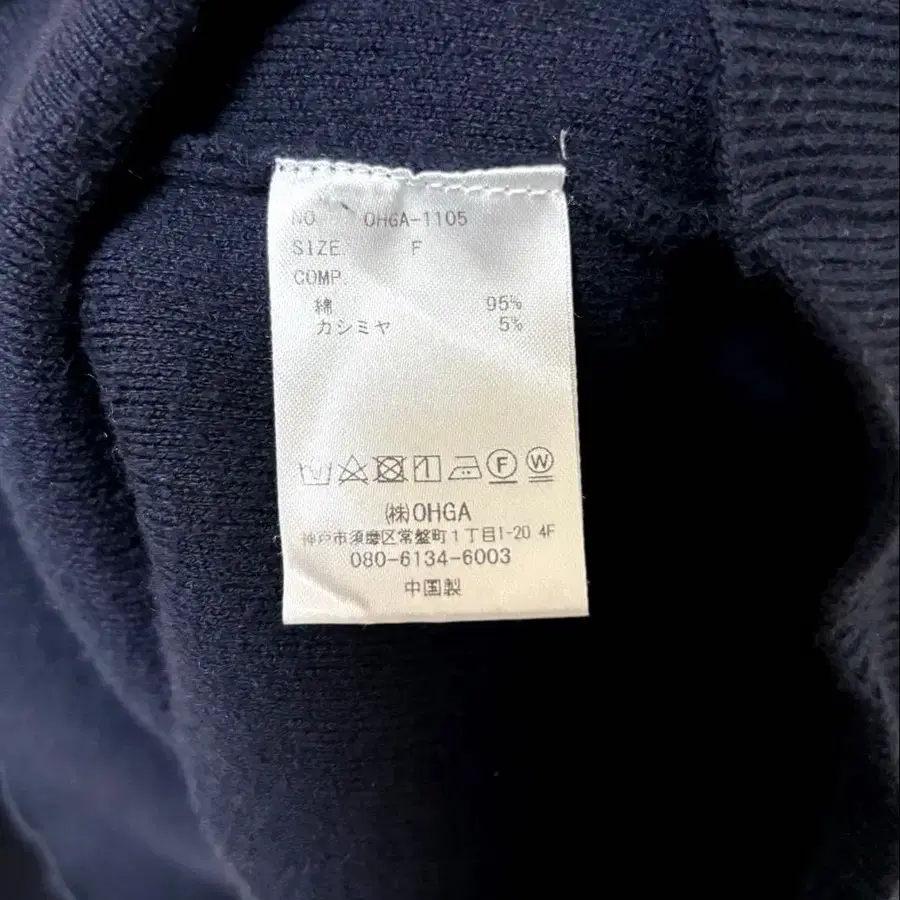 NO. OHGA-1105
SIZE. F
COMP.
綿 95%
カシミヤ 5%
F W
㈱OHGA
神戸市須磨区常盤町1丁目1-20 4F
080-6134-6003
中国製